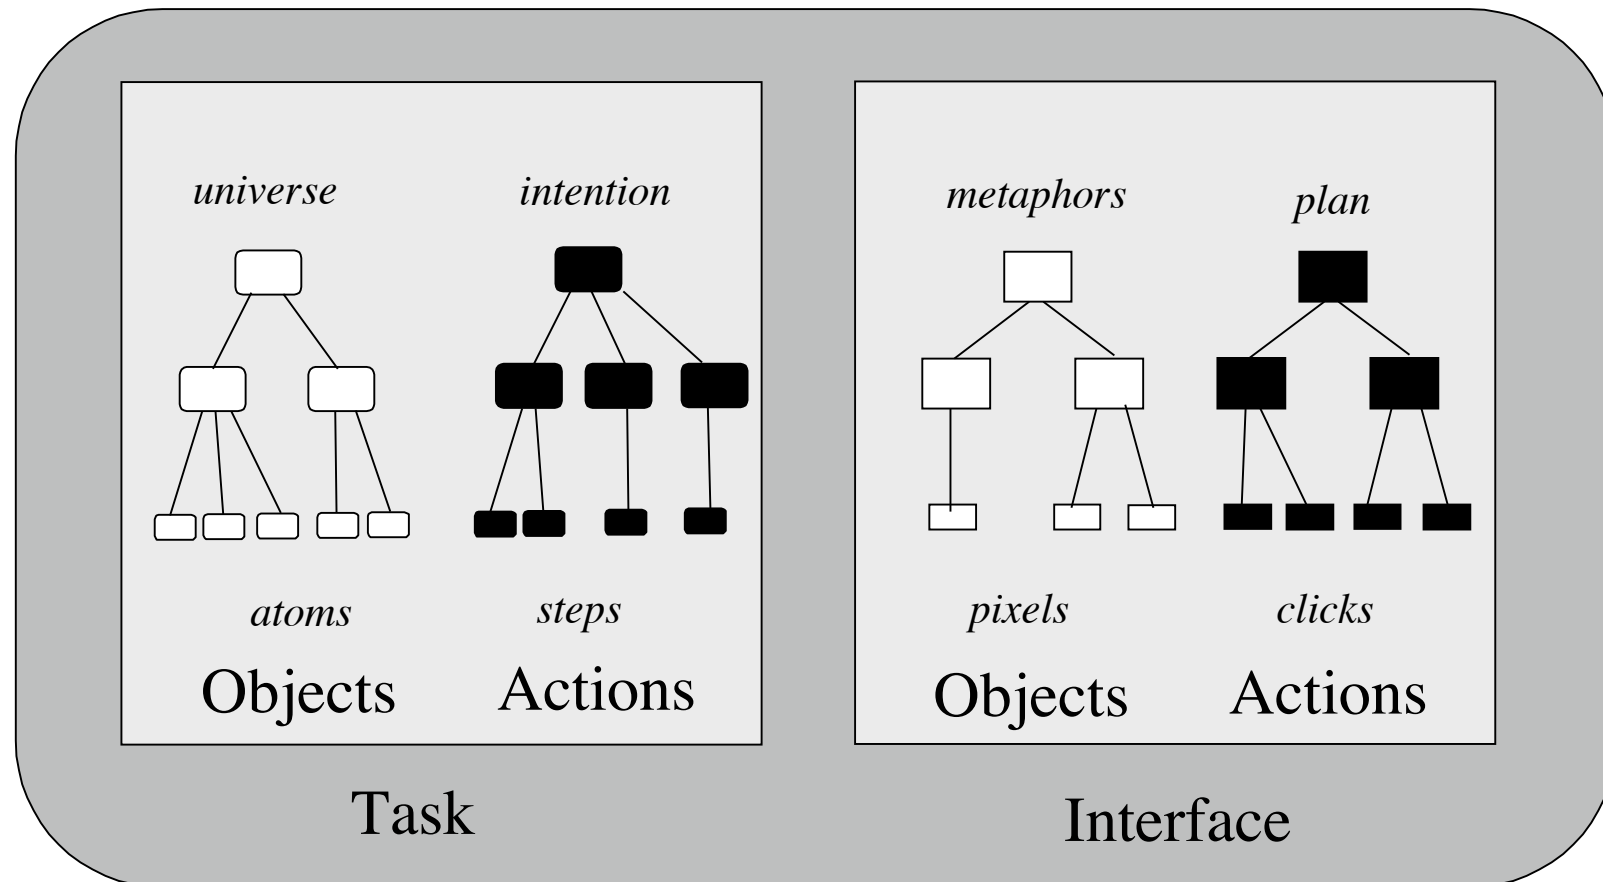 universe
intention
metaphors
plan
atoms
steps
pixels
clicks
Objects
Actions
Objects
Actions
Task
Interface